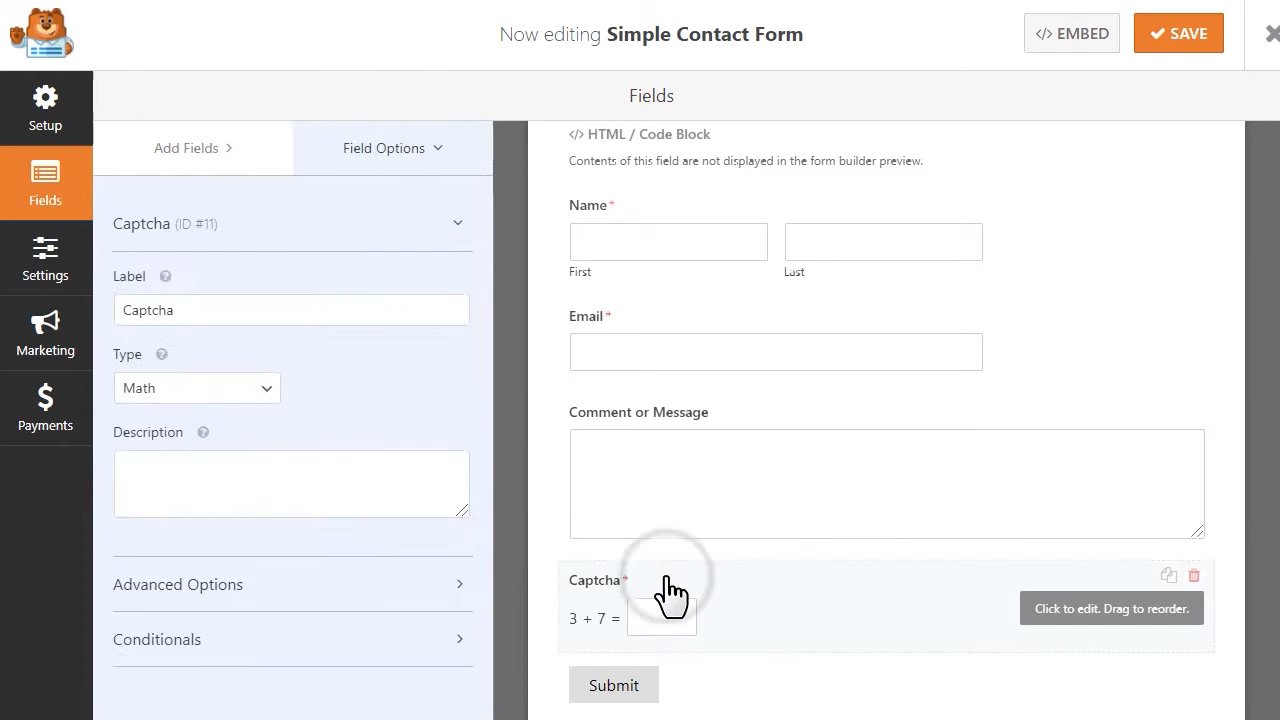 Now editing Simple Contact Form
</> EMBED
SAVE
Setup
Fields
Settings
Marketing
Payments
Fields
Add Fields
Field Options
Captcha (ID #11)
Label
Captcha
Type
Math
Description
Advanced Options
Conditionals
</> HTML / Code Block
Contents of this field are not displayed in the form builder preview.
Name*
First
Last
Email*
Comment or Message
Captcha*
3 + 7 =
Click to edit. Drag to reorder.
Submit